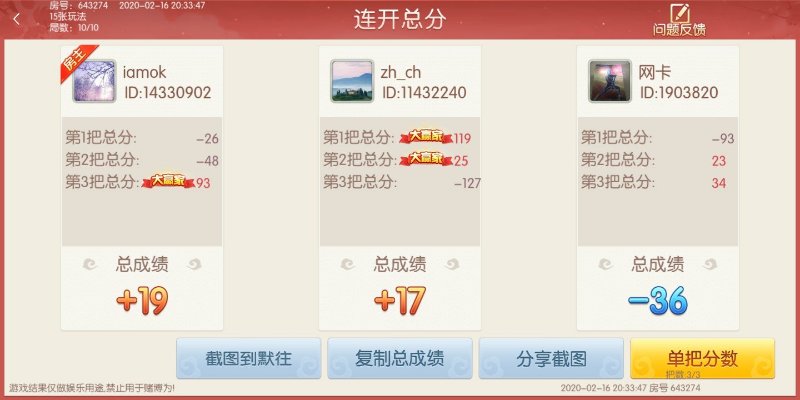 房号：643274 2020-02-16 20:33:47
15张玩法
局数：10/10
连开总分
问题反馈
房主
iamok
ID:14330902
第1把总分: -26
第2把总分: -48
第3把总分: 大赢家 93
总成绩
+19
zh_ch
ID:11432240
第1把总分: 大赢家 119
第2把总分: 大赢家 25
第3把总分: -127
总成绩
+17
网卡
ID:1903820
第1把总分: -93
第2把总分: 23
第3把总分: 34
总成绩
-36
截图到默往
复制总成绩
分享截图
单把分数
把数:3/3
游戏结果仅做娱乐用途,禁止用于赌博为!
2020-02-16 20:33:47 房号 643274